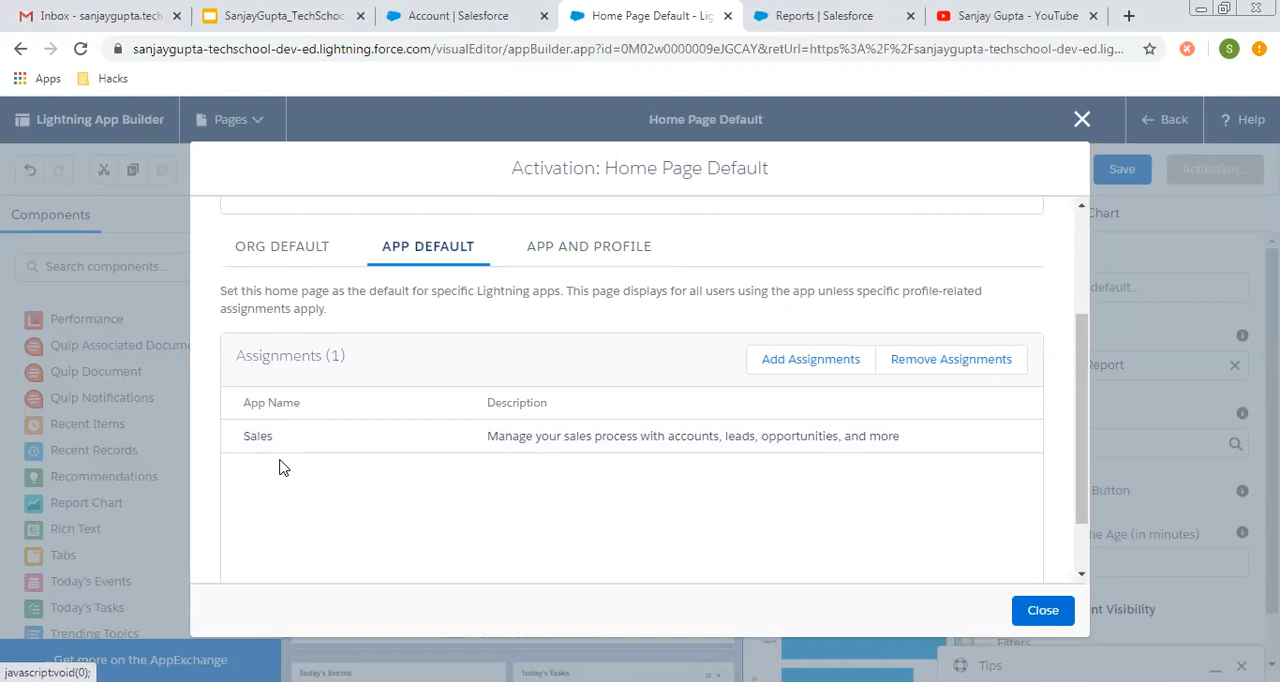 Inbox - sanjaygupta.tech
SanjayGupta_TechSchoo
Account | Salesforce
Home Page Default - Lig
Reports | Salesforce
Sanjay Gupta - YouTube
sanjaygupta-techschool-dev-ed.lightning.force.com/visualEditor/appBuilder.app?id=0M02w0000009eJGCAY&retUrl=https%3A%2F%2Fsanjaygupta-techschool-dev-ed.lig...
S
Apps
Hacks
Lightning App Builder
Pages
Home Page Default
Back
? Help
Activation: Home Page Default
Save
Activation...
Components
Chart
Search components...
default...
ORG DEFAULT
APP DEFAULT
APP AND PROFILE
Set this home page as the default for specific Lightning apps. This page displays for all users using the app unless specific profile-related
assignments apply.
Performance
Quip Associated Docume
Quip Document
Quip Notifications
Recent Items
Recent Records
Recommendations
Report Chart
Rich Text
Tabs
Today's Events
Today's Tasks
Trending Topics
Assignments (1)
Add Assignments
Remove Assignments
App Name
Description
Sales
Manage your sales process with accounts, leads, opportunities, and more
Report
Button
he Age (in minutes)
nt Visibility
Filters
Close
Get more on the AppExchange
Today's Events
Today's Tasks
Tips
javascript:void(0);